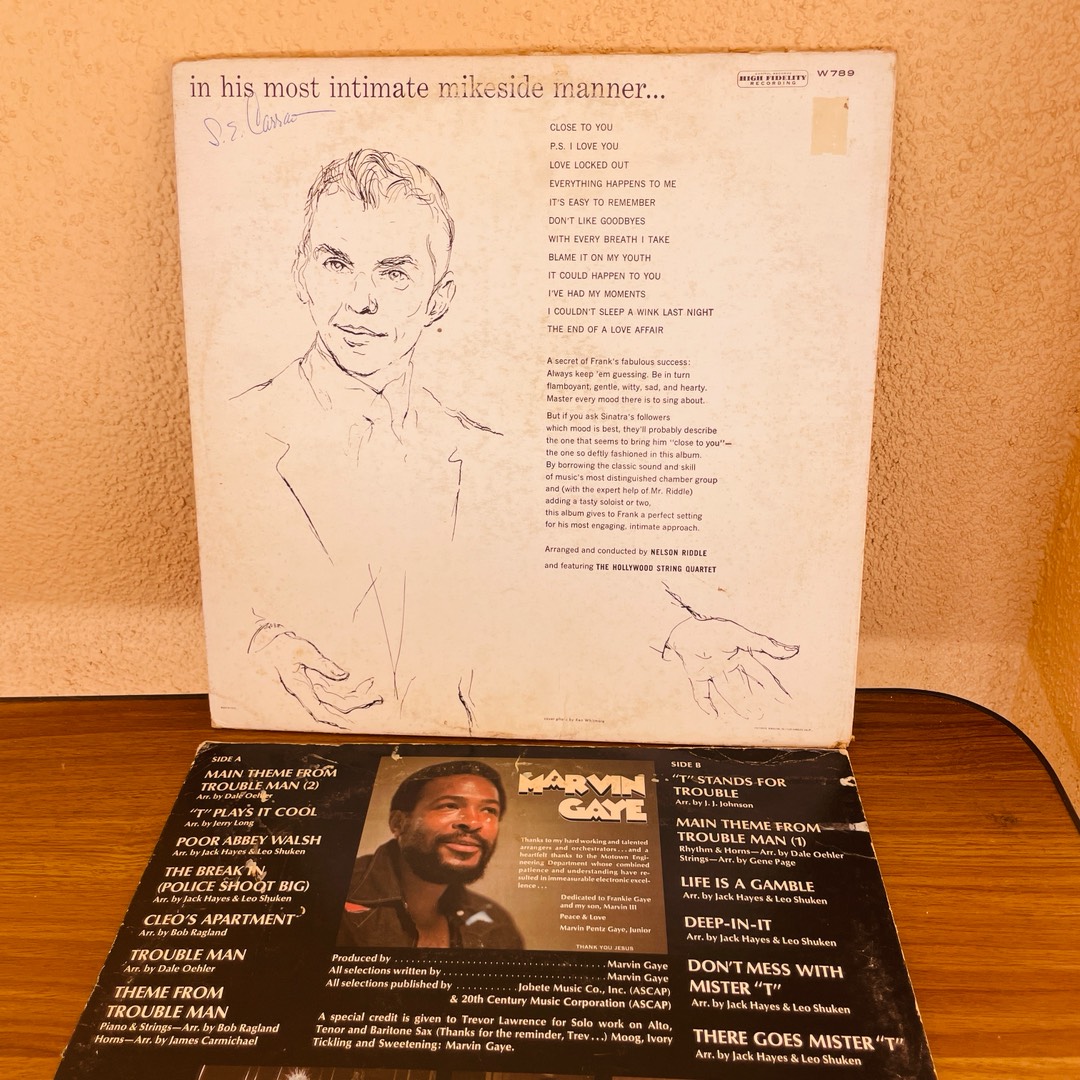 in his most intimate mikeside manner...
HIGH FIDELITY
RECORDING
W789
CLOSE TO YOU
P.S. I LOVE YOU
LOVE LOCKED OUT
EVERYTHING HAPPENS TO ME
IT'S EASY TO REMEMBER
DON'T LIKE GOODBYES
WITH EVERY BREATH I TAKE
BLAME IT ON MY YOUTH
IT COULD HAPPEN TO YOU
I'VE HAD MY MOMENTS
I COULDN'T SLEEP A WINK LAST NIGHT
THE END OF A LOVE AFFAIR
A secret of Frank's fabulous success:
Always keep 'em guessing. Be in turn
flamboyant, gentle, witty, sad, and hearty.
Master every mood there is to sing about.
But if you ask Sinatra's followers
which mood is best, they'll probably describe
the one that seems to bring him "close to you"—
the one so deftly fashioned in this album.
By borrowing the classic sound and skill
of music's most distinguished chamber group
and (with the expert help of Mr. Riddle)
adding a tasty soloist or two,
this album gives to Frank a perfect setting
for his most engaging, intimate approach.
Arranged and conducted by NELSON RIDDLE
and featuring THE HOLLYWOOD STRING QUARTET
SIDE A
MAIN THEME FROM
TROUBLE MAN (2)
Arr. by Dale Oehler
"T" PLAYS IT COOL
Arr. by Jerry Long
POOR ABBEY WALSH
Arr. by Jack Hayes & Leo Shuken
THE BREAK IN
(POLICE SHOOT BIG)
Arr. by Jack Hayes & Leo Shuken
CLEO'S APARTMENT
Arr. by Bob Ragland
TROUBLE MAN
Arr. by Dale Oehler
THEME FROM
TROUBLE MAN
Piano & Strings—Arr. by Bob Ragland
Horns—Arr. by James Carmichael
MARVIN
GAYE
Thanks to my hard working and talented
arrangers and orchestrators...and a
heartfelt thanks to the Motown Engi-
neering Department whose combined
patience and understanding have re-
sulted in immeasurable electronic excel-
lence...
Dedicated to Frankie Gaye
and my son, Marvin III
Peace & Love
Marvin Pentz Gaye, Junior
THANK YOU JESUS
Produced by ........ Marvin Gaye
All selections written by ........ Marvin Gaye
All selections published by ........ Jobete Music Co., Inc. (ASCAP)
& 20th Century Music Corporation (ASCAP)
A special credit is given to Trevor Lawrence for Solo work on Alto,
Tenor and Baritone Sax (Thanks for the reminder, Trev...) Moog, Ivory
Tickling and Sweetening: Marvin Gaye.
SIDE B
"T" STANDS FOR
TROUBLE
Arr. by J. J. Johnson
MAIN THEME FROM
TROUBLE MAN (1)
Rhythm & Horns—Arr. by Dale Oehler
Strings—Arr. by Gene Page
LIFE IS A GAMBLE
Arr. by Jack Hayes & Leo Shuken
DEEP-IN-IT
Arr. by Jack Hayes & Leo Shuken
DON'T MESS WITH
MISTER "T"
Arr. by Jack Hayes & Leo Shuken
THERE GOES MISTER "T"
Arr. by Jack Hayes & Leo Shuken